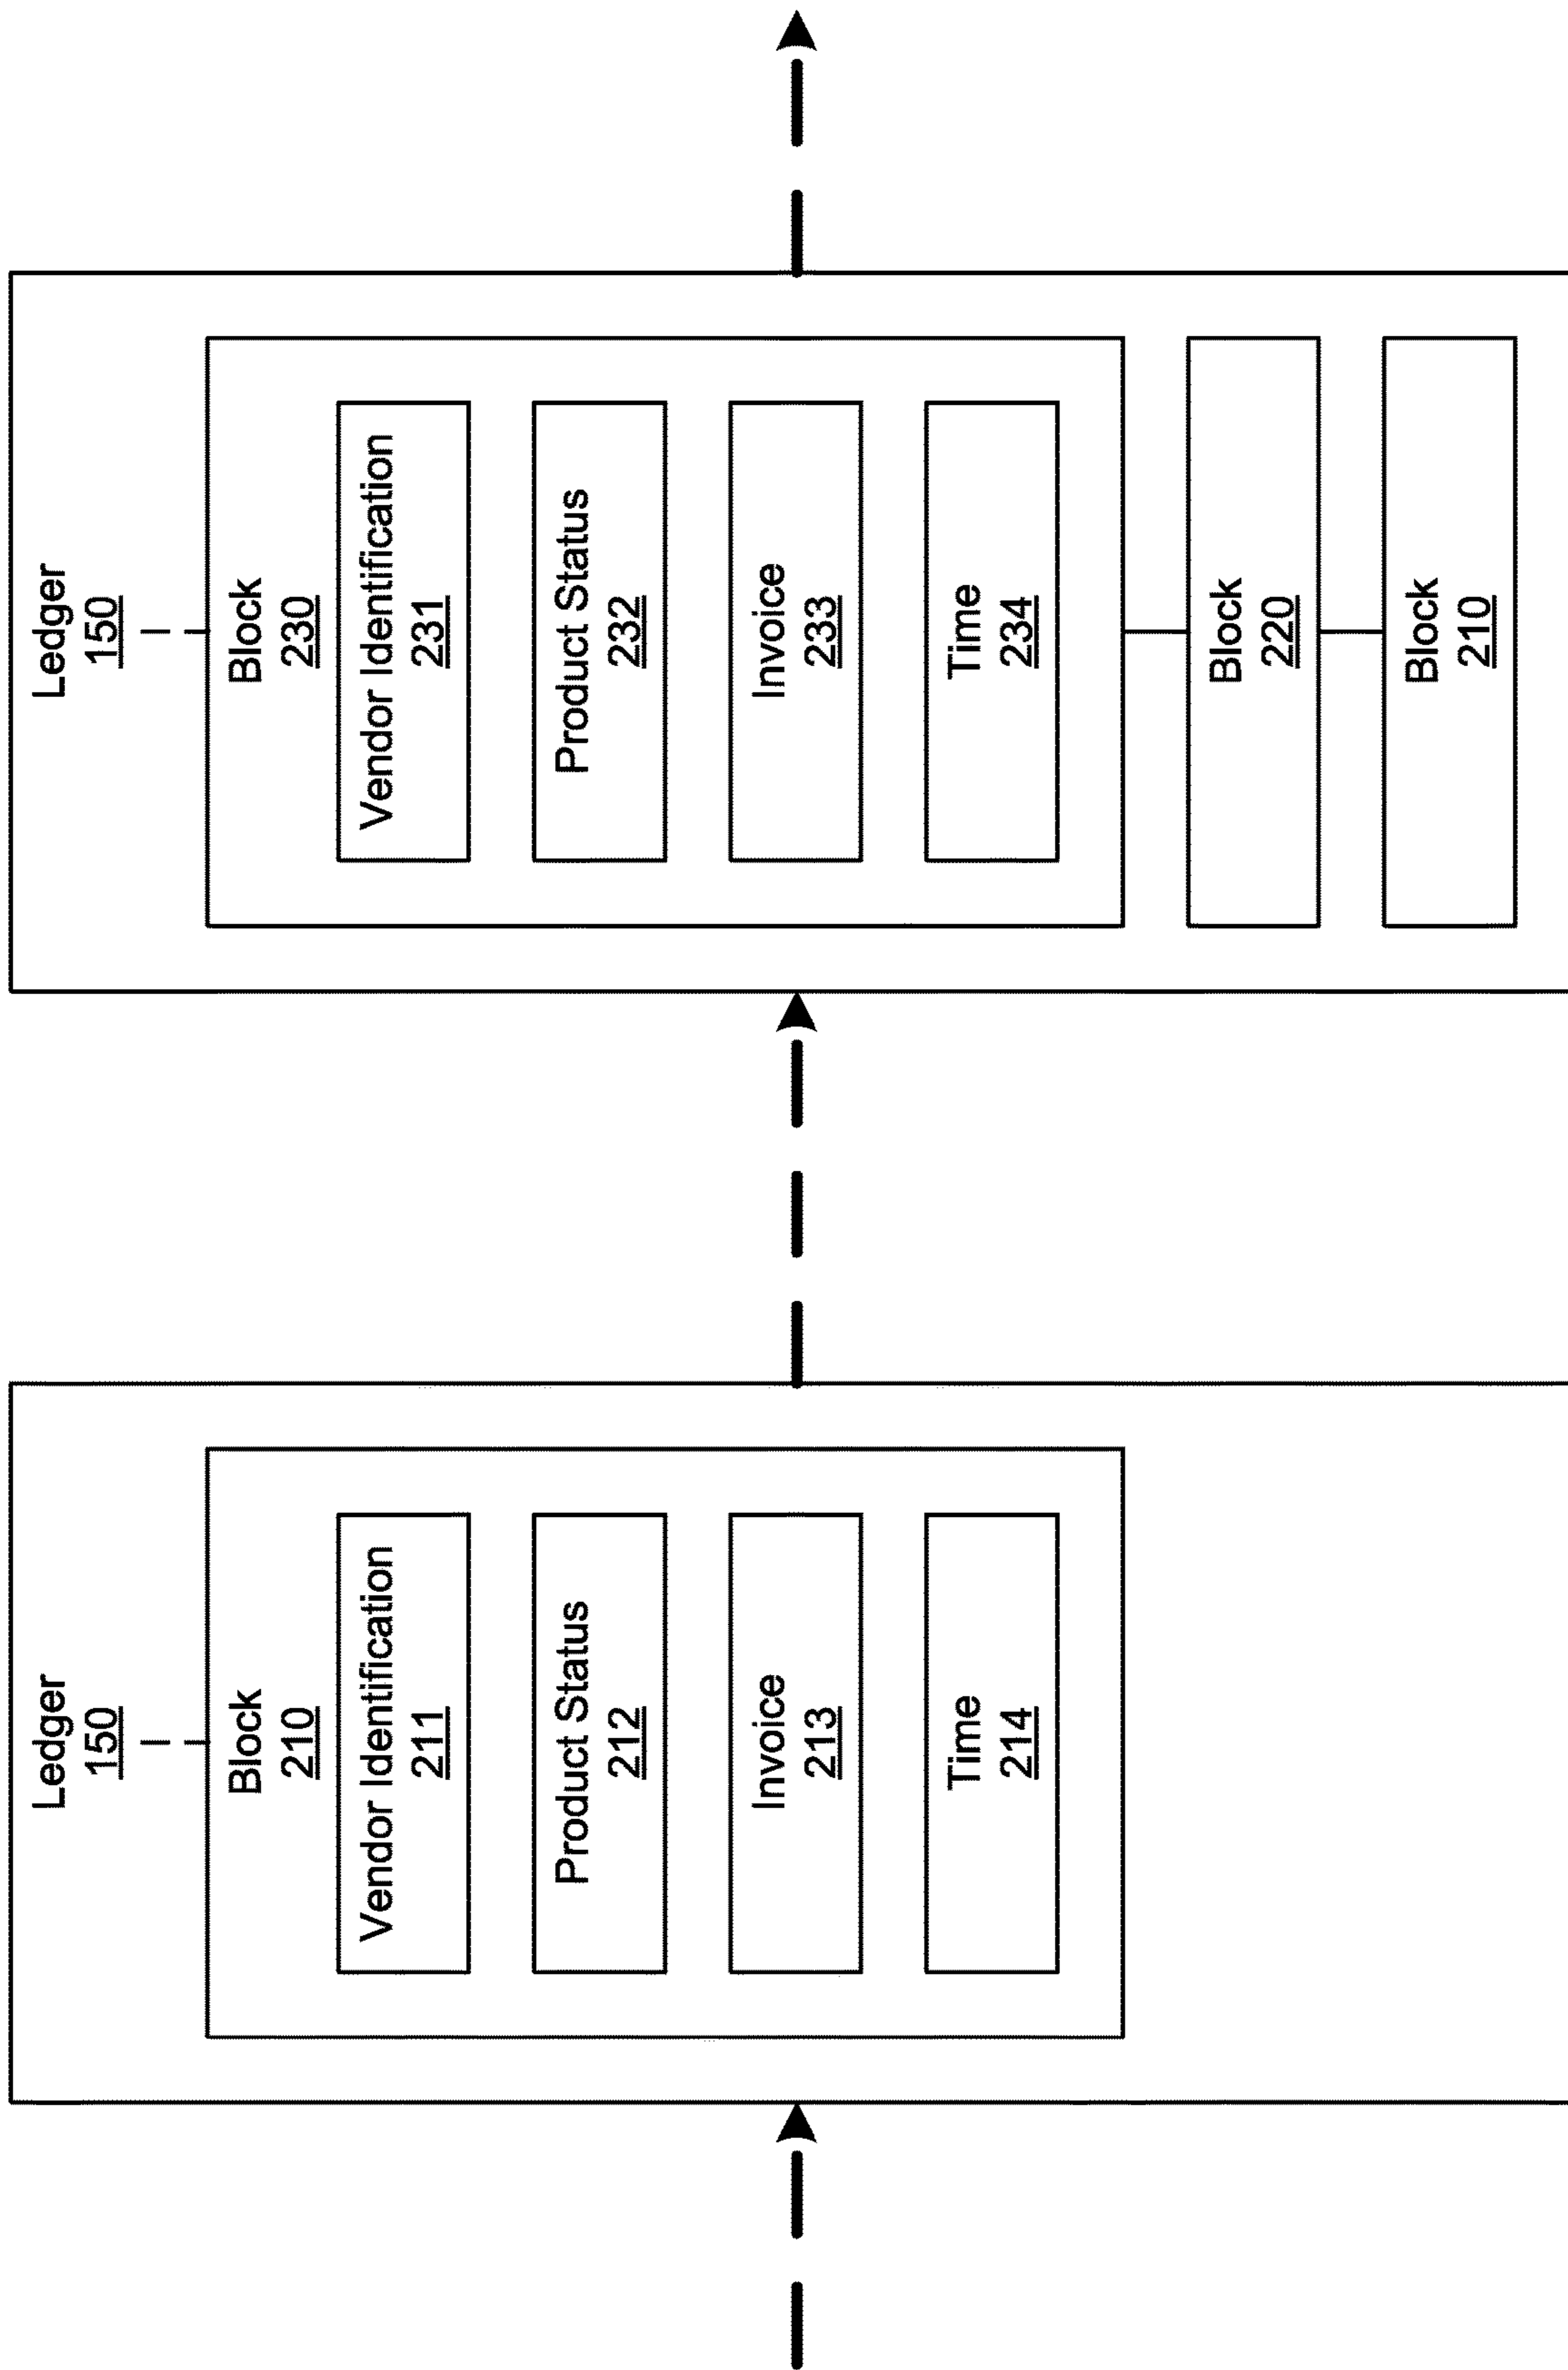 Ledger
150
Block
210
Vendor Identification
211
Product Status
212
Invoice
213
Time
214
Ledger
150
Block
230
Vendor Identification
231
Product Status
232
Invoice
233
Time
234
Block
220
Block
210